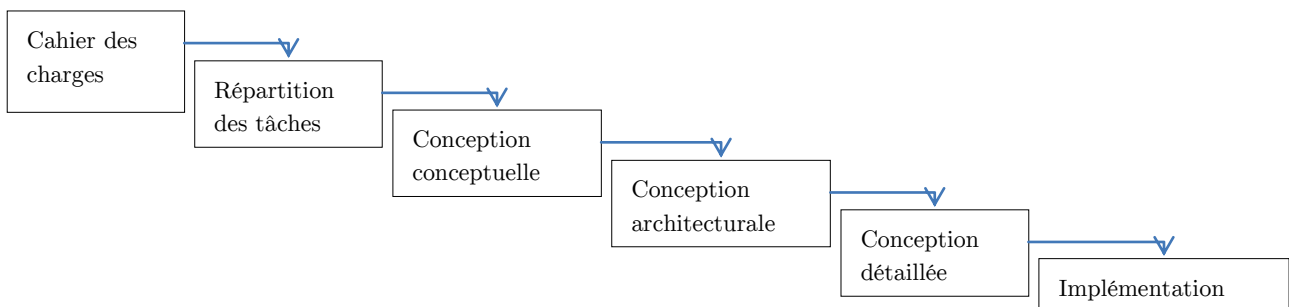 Cahier des
charges
Répartition
des tâches
Conception
conceptuelle
Conception
architecturale
Conception
détaillée
Implémentation